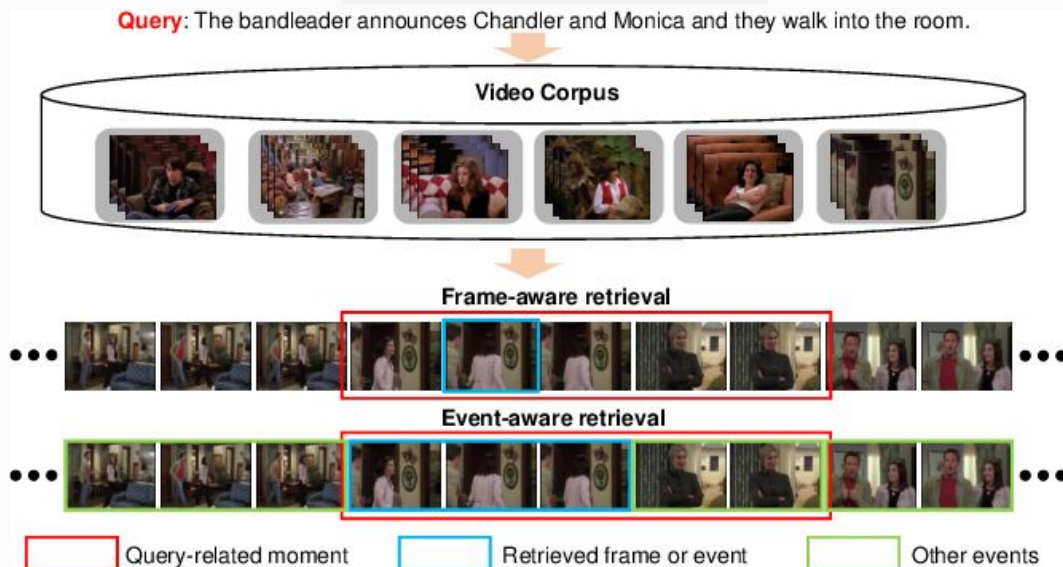 Query: The bandleader announces Chandler and Monica and they walk into the room.
Video Corpus
Frame-aware retrieval
Event-aware retrieval
Query-related moment
Retrieved frame or event
Other events